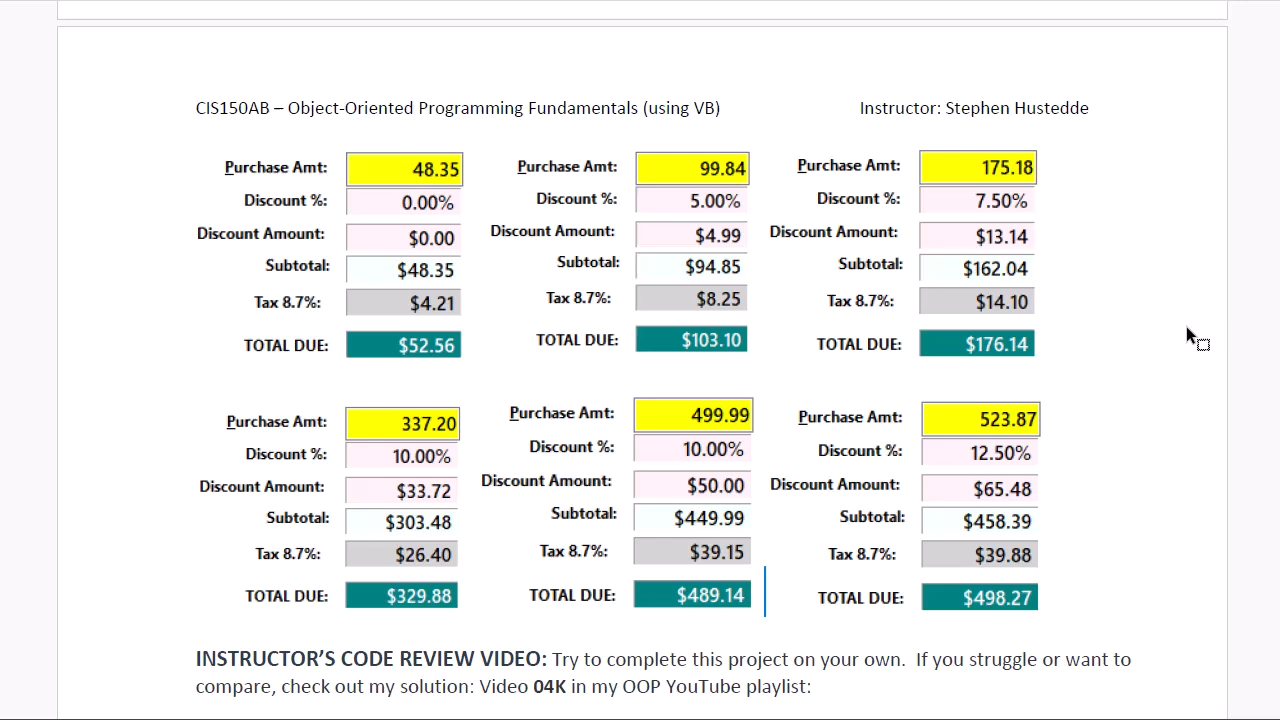 CIS150AB – Object-Oriented Programming Fundamentals (using VB) Instructor: Stephen Hustedde
Purchase Amt: 48.35
Discount %: 0.00%
Discount Amount: $0.00
Subtotal: $48.35
Tax 8.7%: $4.21
TOTAL DUE: $52.56
Purchase Amt: 99.84
Discount %: 5.00%
Discount Amount: $4.99
Subtotal: $94.85
Tax 8.7%: $8.25
TOTAL DUE: $103.10
Purchase Amt: 175.18
Discount %: 7.50%
Discount Amount: $13.14
Subtotal: $162.04
Tax 8.7%: $14.10
TOTAL DUE: $176.14
Purchase Amt: 337.20
Discount %: 10.00%
Discount Amount: $33.72
Subtotal: $303.48
Tax 8.7%: $26.40
TOTAL DUE: $329.88
Purchase Amt: 499.99
Discount %: 10.00%
Discount Amount: $50.00
Subtotal: $449.99
Tax 8.7%: $39.15
TOTAL DUE: $489.14
Purchase Amt: 523.87
Discount %: 12.50%
Discount Amount: $65.48
Subtotal: $458.39
Tax 8.7%: $39.88
TOTAL DUE: $498.27
INSTRUCTOR’S CODE REVIEW VIDEO: Try to complete this project on your own. If you struggle or want to
compare, check out my solution: Video 04K in my OOP YouTube playlist: